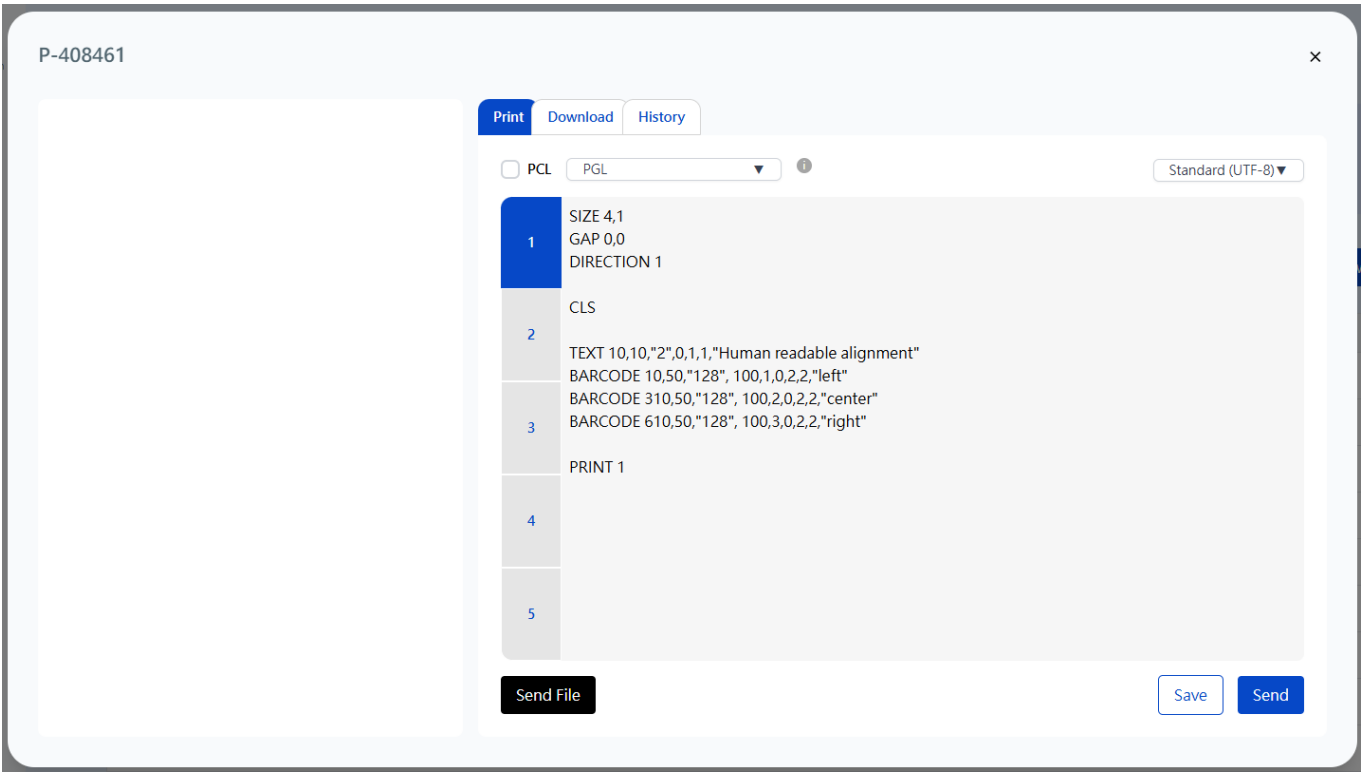 P-408461
×
Print Download History
PCL PGL ▼ i Standard (UTF-8)▼
1
2
3
4
5
SIZE 4,1
GAP 0,0
DIRECTION 1
CLS
TEXT 10,10,"2",0,1,1,"Human readable alignment"
BARCODE 10,50,"128", 100,1,0,2,2,"left"
BARCODE 310,50,"128", 100,2,0,2,2,"center"
BARCODE 610,50,"128", 100,3,0,2,2,"right"
PRINT 1
Send File Save Send